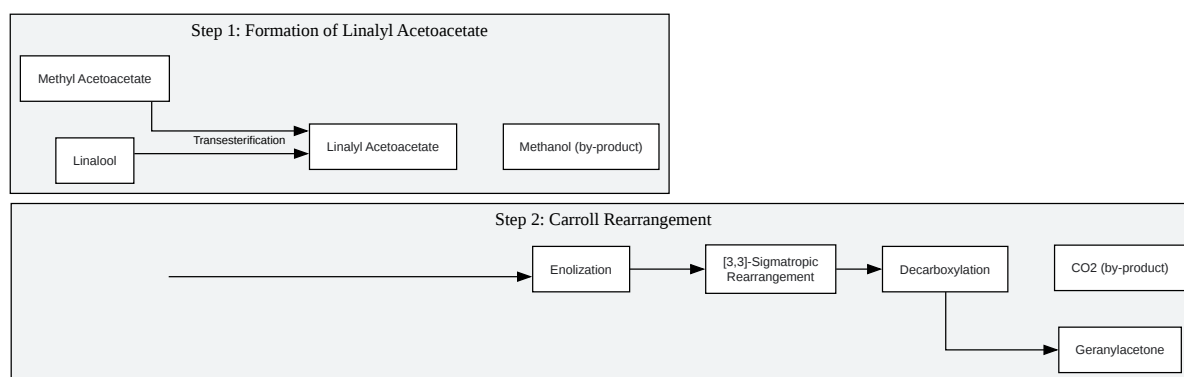 Step 1: Formation of Linalyl Acetoacetate
Methyl Acetoacetate
Transesterification
Linalool
Linalyl Acetoacetate
Methanol (by-product)
Step 2: Carroll Rearrangement
Enolization
[3,3]-Sigmatropic
Rearrangement
Decarboxylation
CO2 (by-product)
Geranylacetone